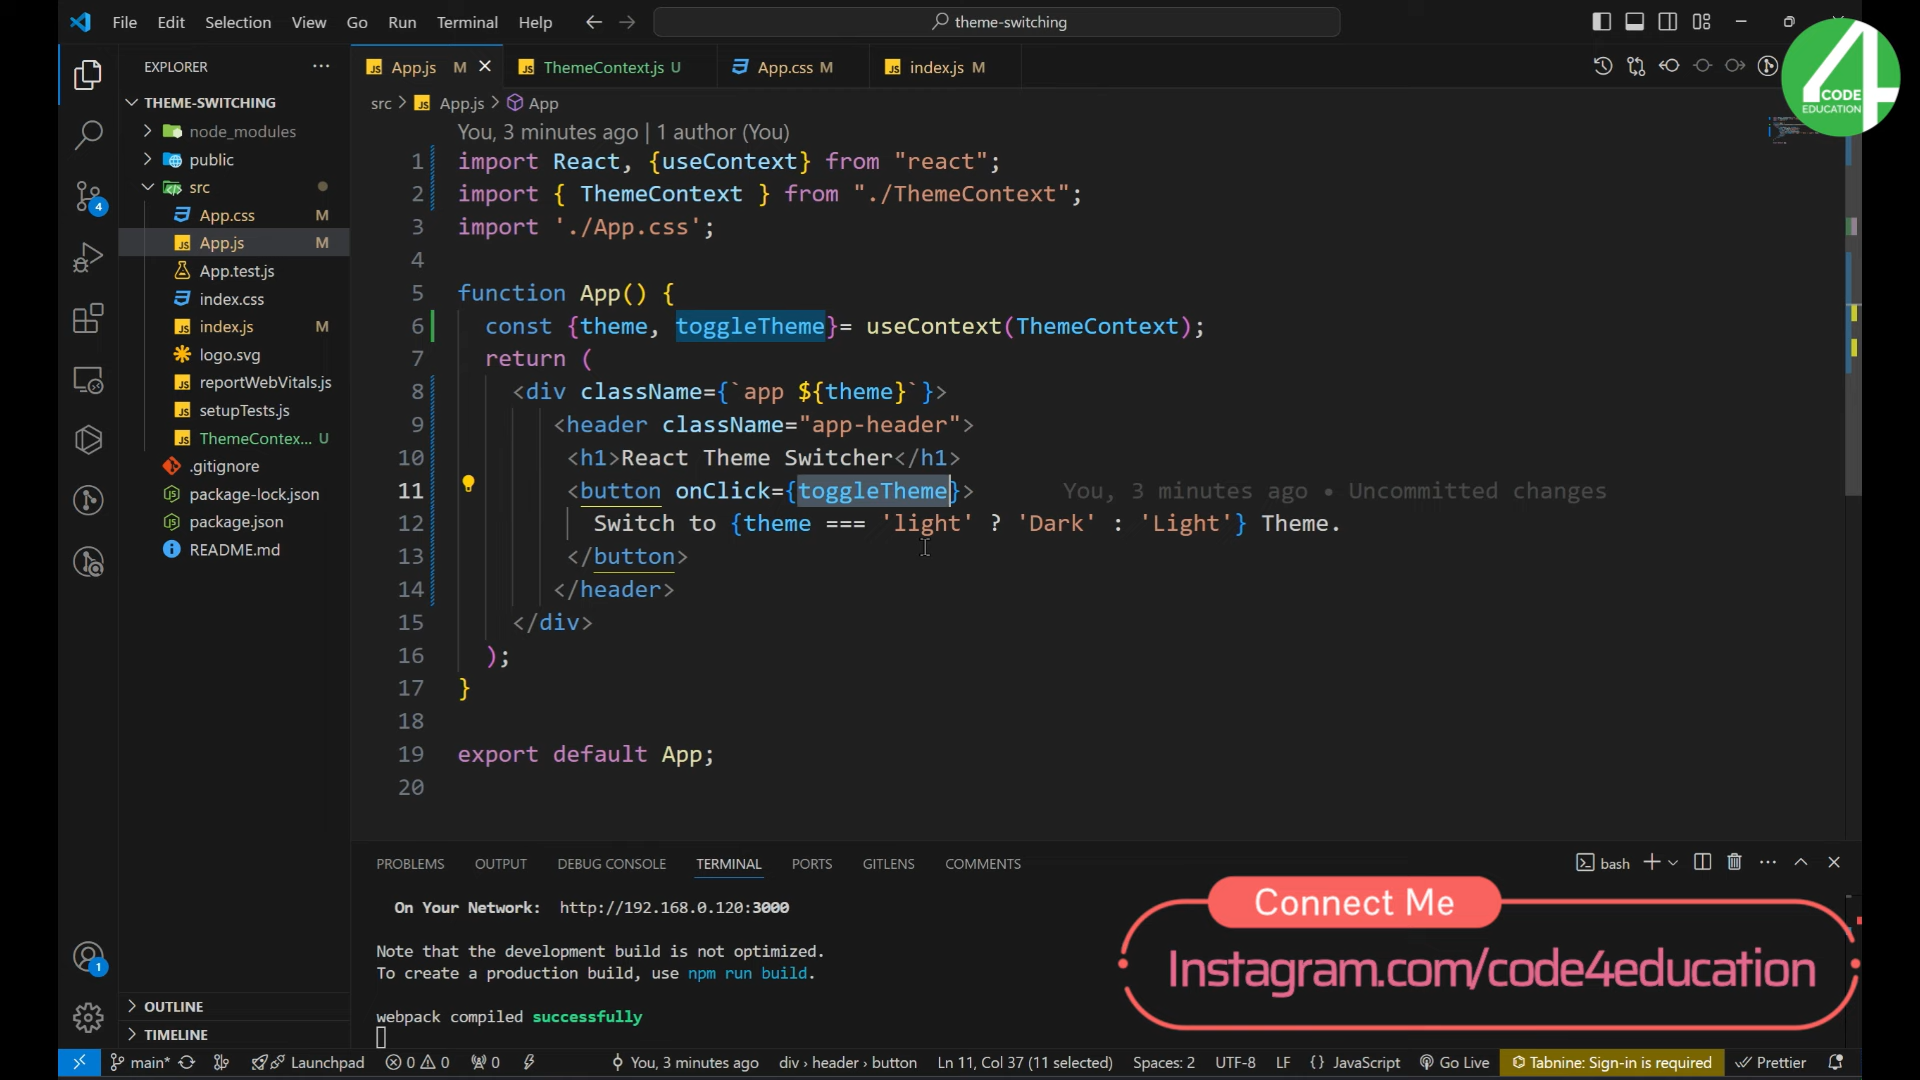 File Edit Selection View Go Run Terminal Help
theme-switching
4
CODE
EDUCATION
EXPLORER
App.js M
ThemeContext.js U
App.css M
index.js M
THEME-SWITCHING
node_modules
public
src
App.css M
App.js M
App.test.js
index.css
index.js M
logo.svg
reportWebVitals.js
setupTests.js
ThemeContex... U
.gitignore
package-lock.json
package.json
README.md
OUTLINE
TIMELINE
4
1
src > App.js > App
You, 3 minutes ago | 1 author (You)
1 import React, {useContext} from "react";
2 import { ThemeContext } from "./ThemeContext";
3 import './App.css';
4
5 function App() {
6 const {theme, toggleTheme}= useContext(ThemeContext);
7 return (
8 <div className={`app ${theme}`}>
9 <header className="app-header">
10 <h1>React Theme Switcher</h1>
11 <button onClick={toggleTheme}> You, 3 minutes ago • Uncommitted changes
12 Switch to {theme === 'light' ? 'Dark' : 'Light'} Theme.
13 </button>
14 </header>
15 </div>
16 );
17 }
18
19 export default App;
20
PROBLEMS OUTPUT DEBUG CONSOLE TERMINAL PORTS GITLENS COMMENTS
bash
On Your Network: http://192.168.0.120:3000
Note that the development build is not optimized.
To create a production build, use npm run build.
webpack compiled successfully
Connect Me
Instagram.com/code4education
main* Launchpad 0 0 0 You, 3 minutes ago div › header › button Ln 11, Col 37 (11 selected) Spaces: 2 UTF-8 LF {} JavaScript Go Live Tabnine: Sign-in is required Prettier